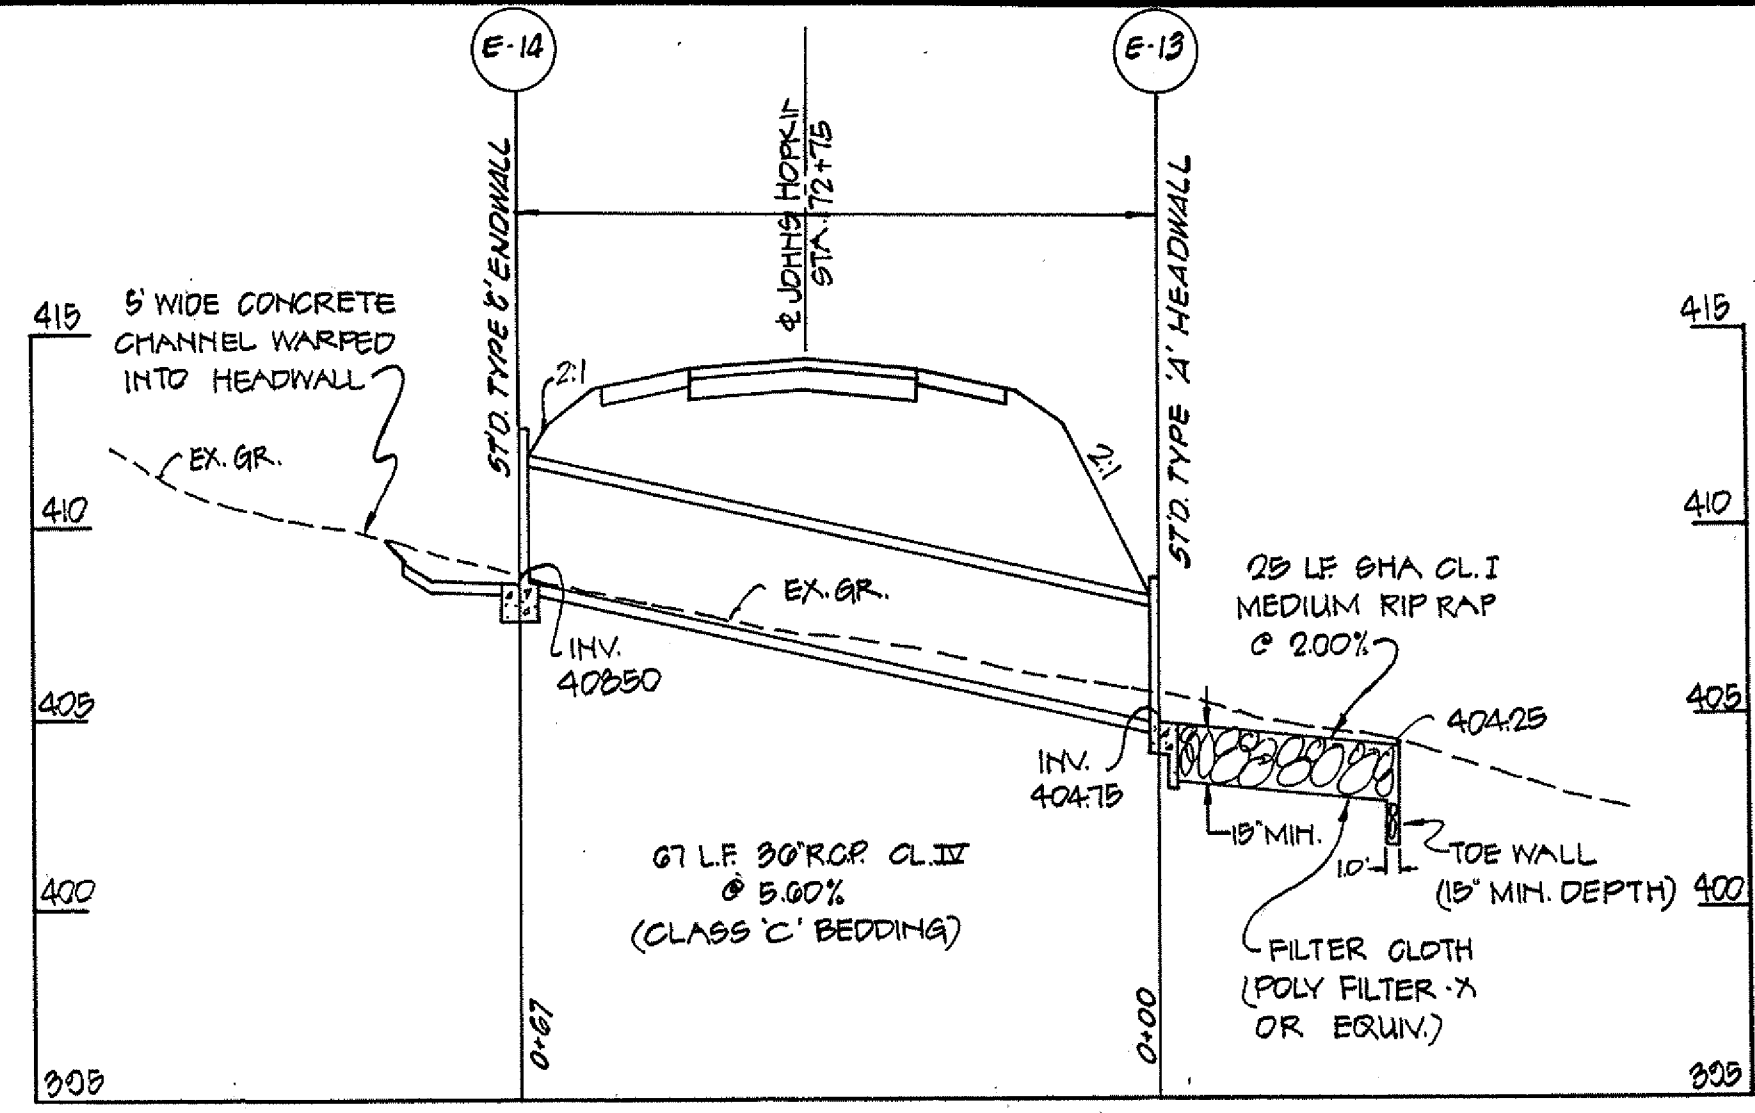 E-14
E-13
℄ JOHNS HOPKI
STA. 72+75
STD. TYPE 'C' ENDWALL
STD. TYPE 'A' HEADWALL
5' WIDE CONCRETE
CHANNEL WARPED
INTO HEADWALL
415
415
2:1
2:1
EX. GR.
410
410
25 L.F. SHA CL. I
MEDIUM RIP RAP
@ 2.00%
EX. GR.
INV.
408.50
405
405
404.25
INV.
404.75
15" MIN.
67 L.F. 36" R.C.P. CL. IV
@ 5.60%
(CLASS 'C' BEDDING)
1.0'
TOE WALL
(15" MIN. DEPTH)
400
400
FILTER CLOTH
(POLY FILTER-X
OR EQUIV.)
0+67
0+00
395
395